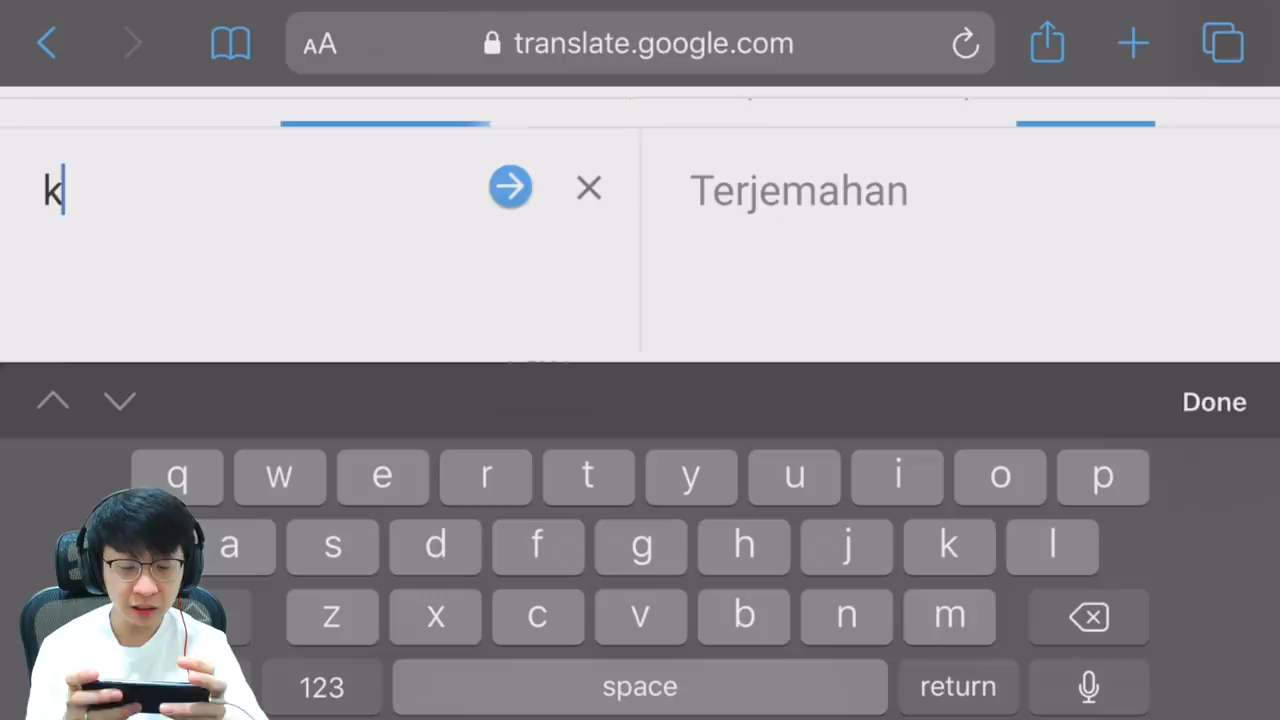 AA translate.google.com
k Terjemahan
Done
q w e r t y u i o p
a s d f g h j k l
z x c v b n m
123 space return